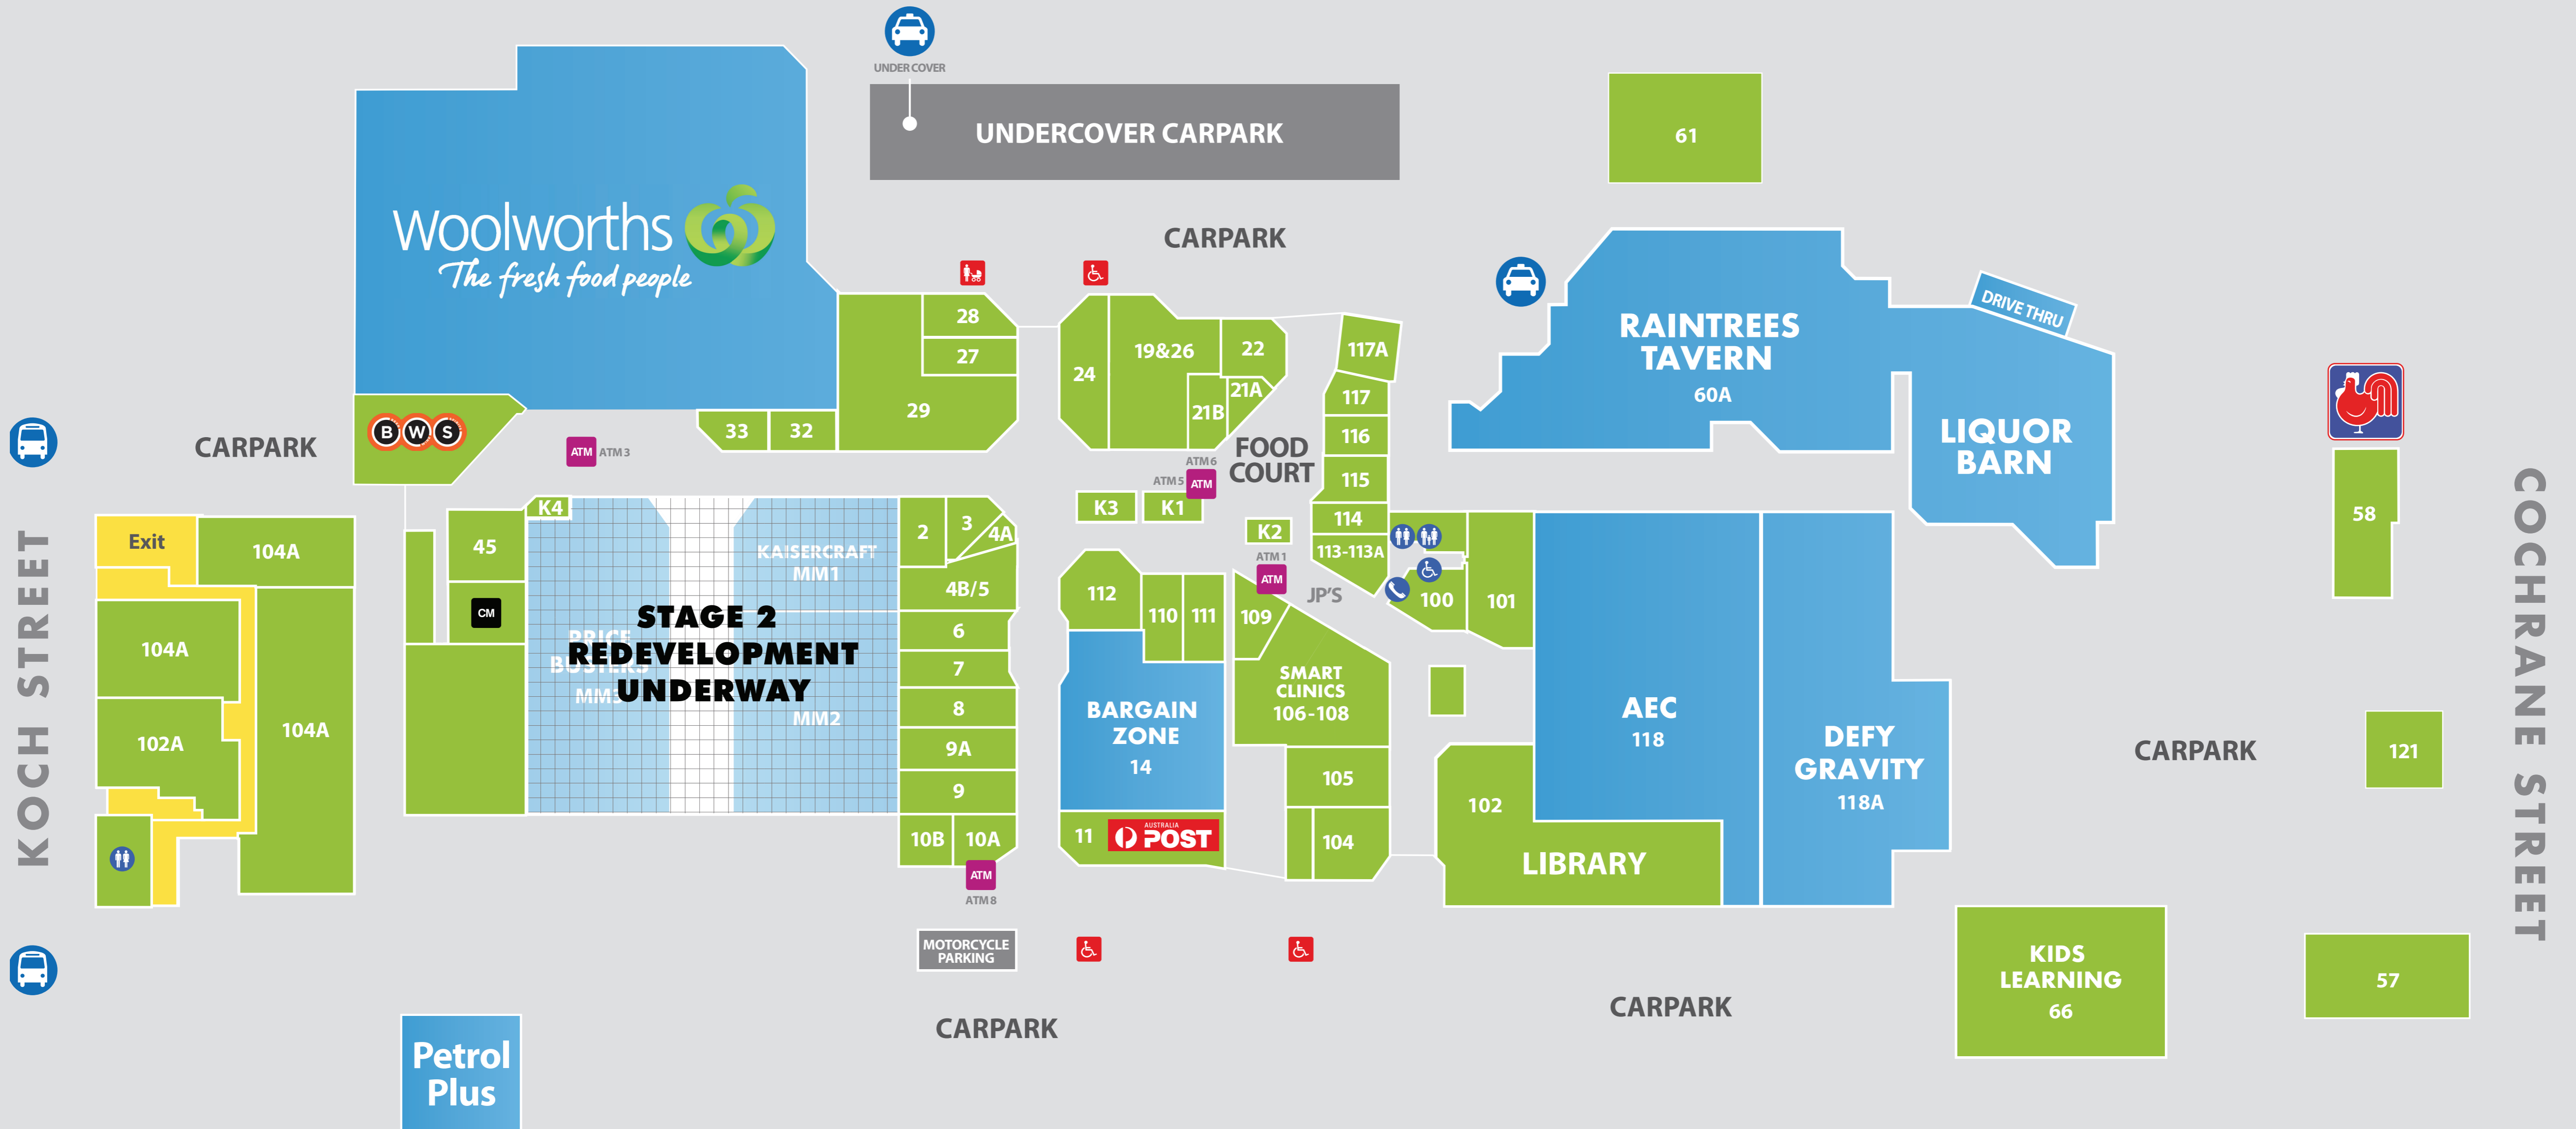 UNDER COVER
UNDERCOVER CARPARK
61
Woolworths
The fresh food people
CARPARK
RAINTREES
TAVERN
60A
DRIVE THRU
LIQUOR
BARN
28
27
29
33
32
24
19&26
22
21A
21B
117A
117
116
115
114
113-113A
FOOD
COURT
BWS
CARPARK
ATM
ATM 3
ATM 6
ATM 5
ATM
K3
K1
K2
ATM 1
ATM
JP'S
K4
Exit
104A
104A
102A
104A
45
CM
KAISERCRAFT
MM1
PRICE
MM3
MM2
STAGE 2
REDEVELOPMENT
UNDERWAY
2
3
4A
4B/5
6
7
8
9A
9
10B
10A
ATM
ATM 8
112
110
111
109
BARGAIN
ZONE
14
11
AUSTRALIA
POST
SMART
CLINICS
106-108
105
104
100
101
102
LIBRARY
AEC
118
DEFY
GRAVITY
118A
58
121
CARPARK
KOCH STREET
COCHRANE STREET
MOTORCYCLE
PARKING
CARPARK
CARPARK
KIDS
LEARNING
66
57
Petrol
Plus